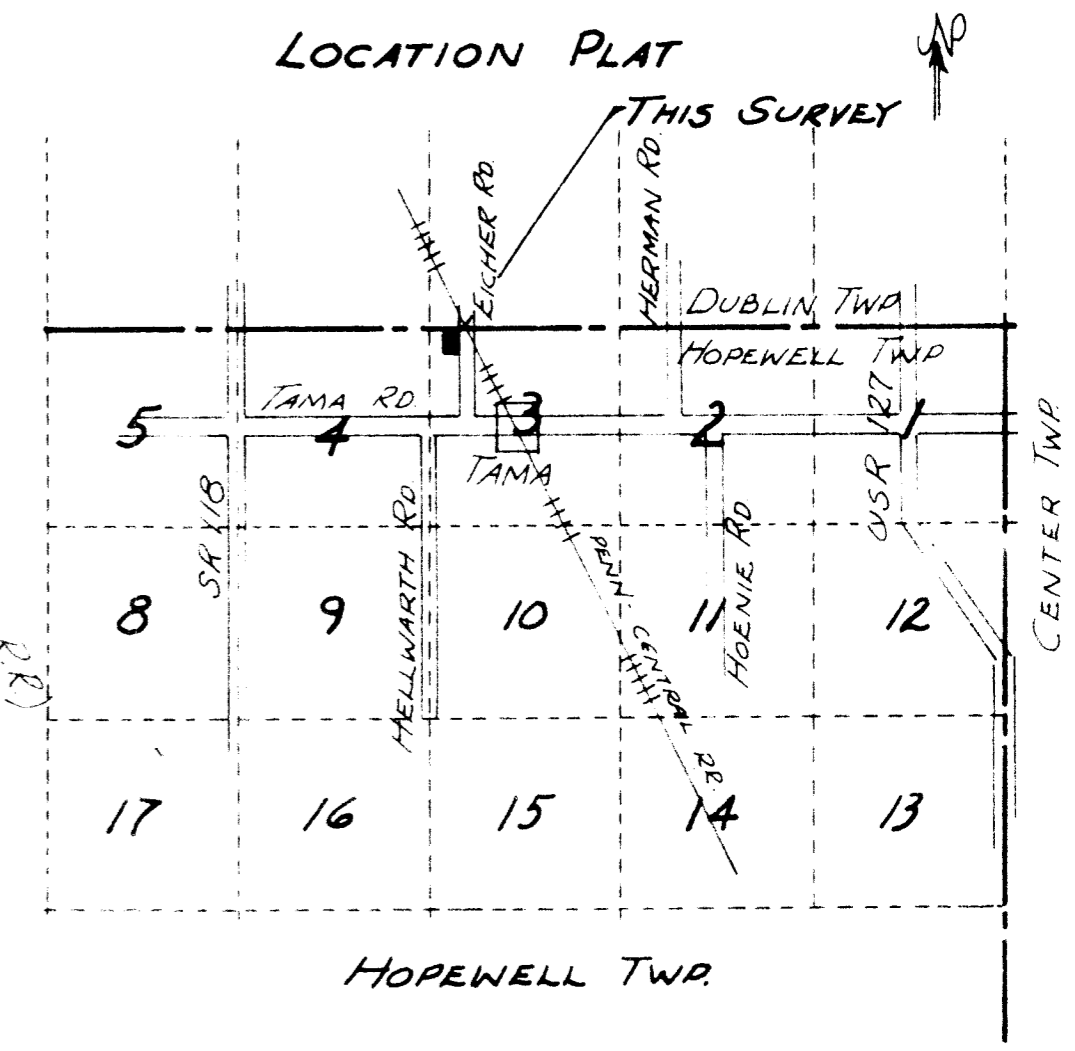 LOCATION PLAT
THIS SURVEY
EICHER RD.
HERMAN RD.
DUBLIN TWP
HOPEWELL TWP
TAMA RD
5
4
3
2
1
TAMA
SR 118
HELLWARTH RD
HOENIE RD
USR 127
CENTER TWP.
PENN. CENTRAL RR.
8
9
10
11
12
R.R)
17
16
15
14
13
HOPEWELL TWP.